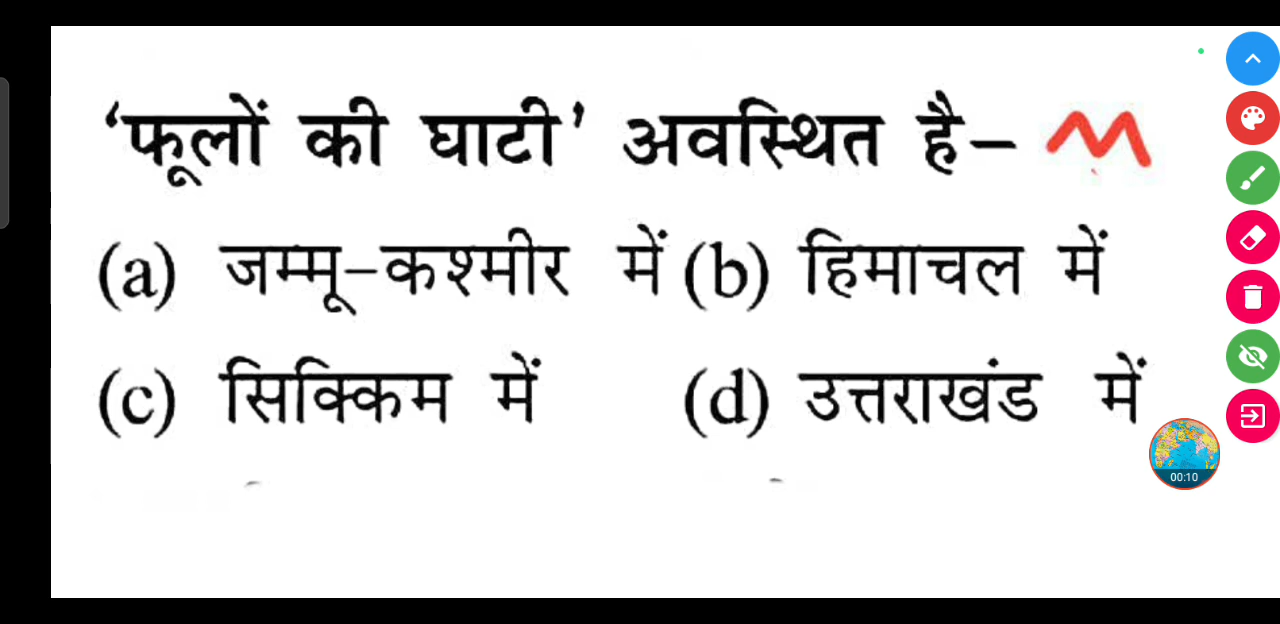 ‘फूलों की घाटी’ अवस्थित है–
(a) जम्मू-कश्मीर में (b) हिमाचल में
(c) सिक्किम में (d) उत्तराखंड में
00:10